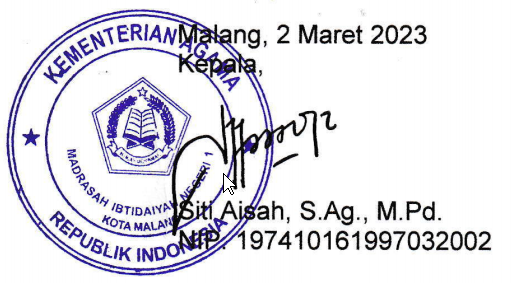 Malang, 2 Maret 2023
Kepala,
KEMENTERIAN AGAMA
MADRASAH IBTIDAIYAH NEGERI 1
KOTA MALANG
REPUBLIK INDONESIA
Siti Aisah, S.Ag., M.Pd.
NIP. 197410161997032002